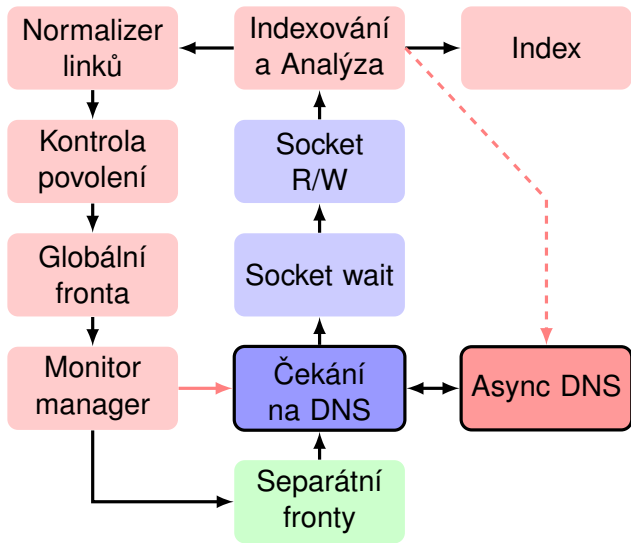 Normalizer
linků
Indexování
a Analýza
Index
Kontrola
povolení
Socket
R/W
Globální
fronta
Socket wait
Monitor
manager
Čekání
na DNS
Async DNS
Separátní
fronty